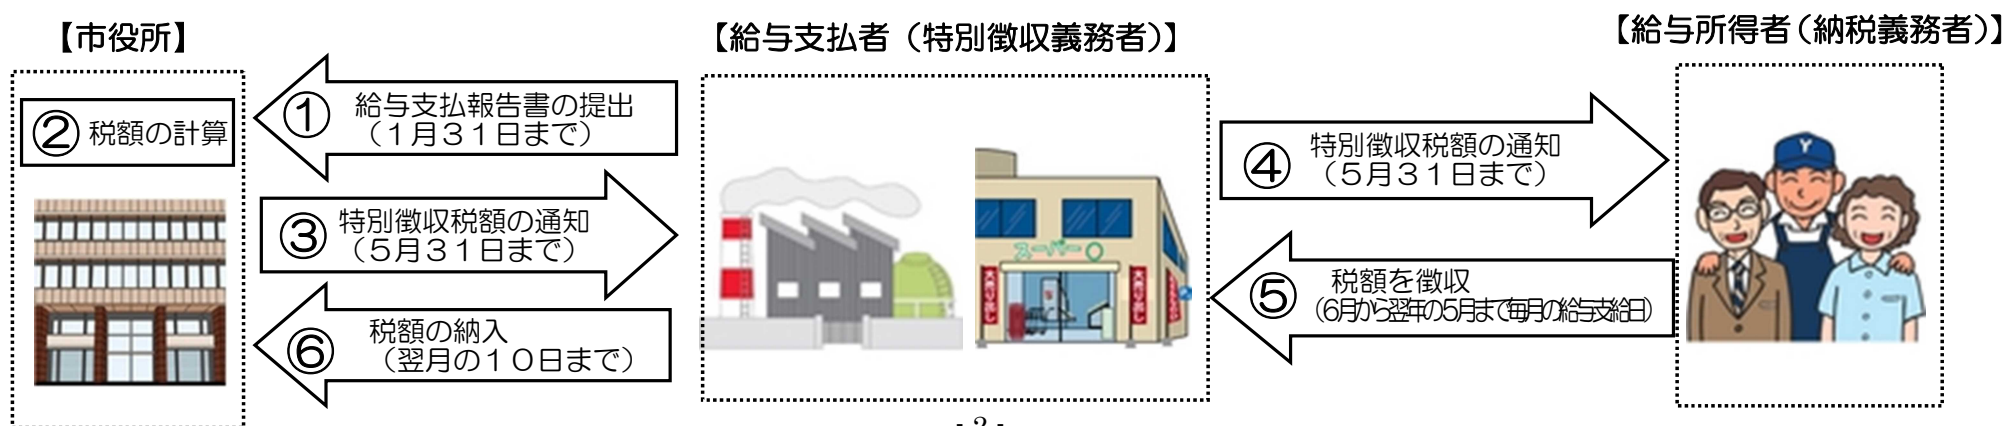 【市役所】
【給与支払者（特別徴収義務者）】
【給与所得者（納税義務者）】
① 給与支払報告書の提出
（１月３１日まで）
② 税額の計算
③ 特別徴収税額の通知
（５月３１日まで）
④ 特別徴収税額の通知
（５月３１日まで）
⑤ 税額を徴収
（6月から翌年の５月まで毎月の給与支給日）
⑥ 税額の納入
（翌月の１０日まで）
スーパー
Y
- 2 -